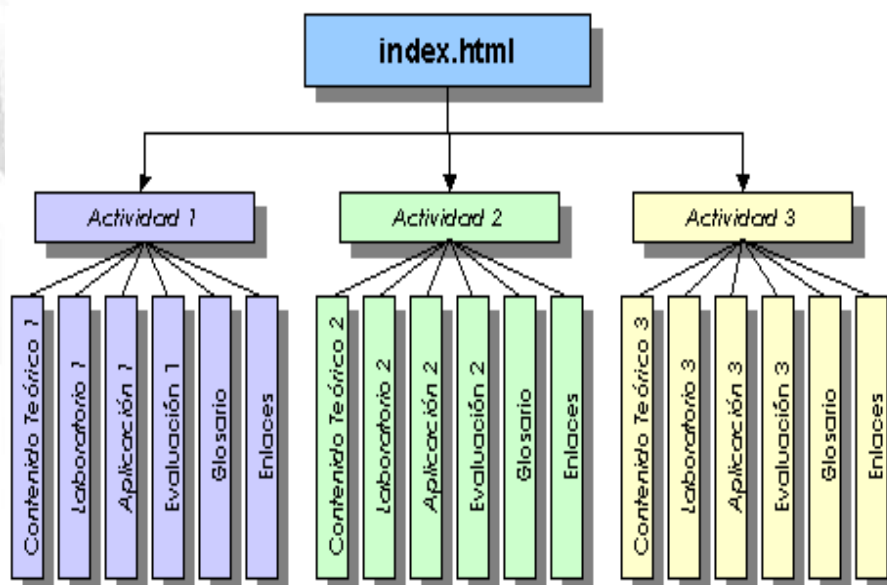 index.html
Actividad 1
Actividad 2
Actividad 3
Contenido Teórico 1
Laboratorio 1
Aplicación 1
Evaluación 1
Glosario
Enlaces
Contenido Teórico 2
Laboratorio 2
Aplicación 2
Evaluación 2
Glosario
Enlaces
Contenido Teórico 3
Laboratorio 3
Aplicación 3
Evaluación 3
Glosario
Enlaces